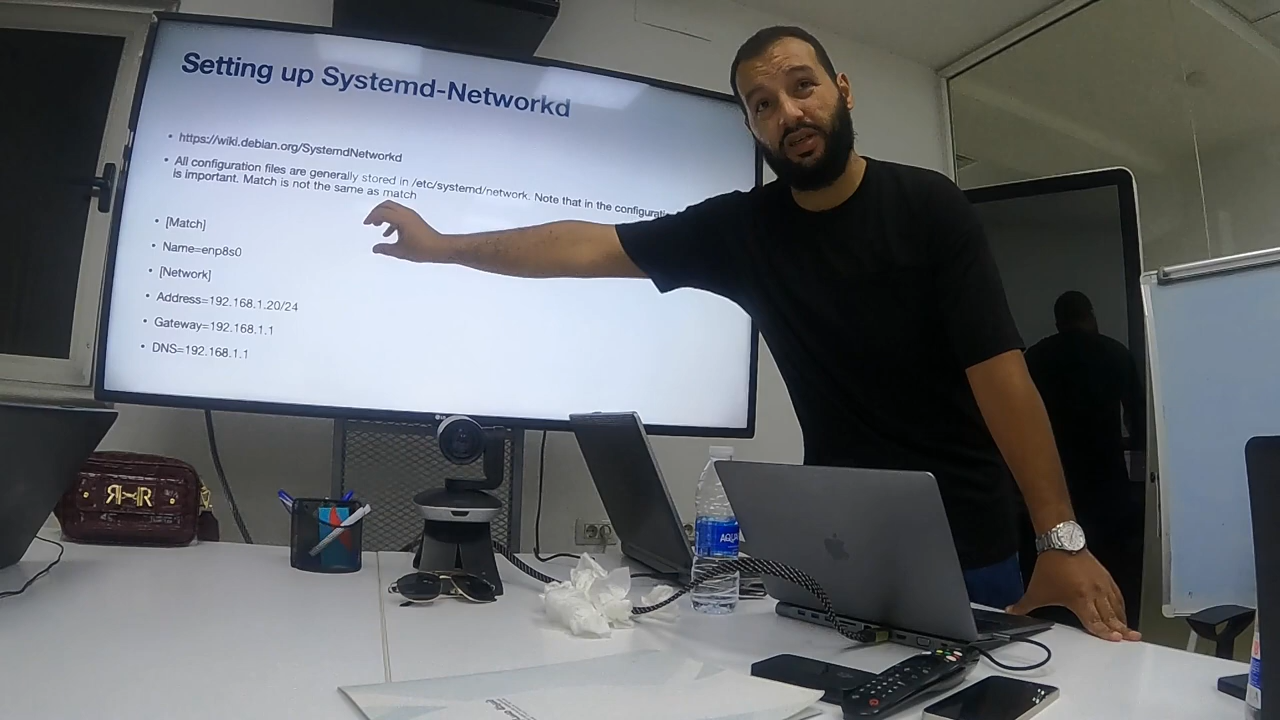 Setting up Systemd-Networkd
• https://wiki.debian.org/SystemdNetworkd
• All configuration files are generally stored in /etc/systemd/network. Note that in the
is important. Match is not the same as match
• [Match]
• Name=enp8s0
• [Network]
• Address=192.168.1.20/24
• Gateway=192.168.1.1
• DNS=192.168.1.1
LG